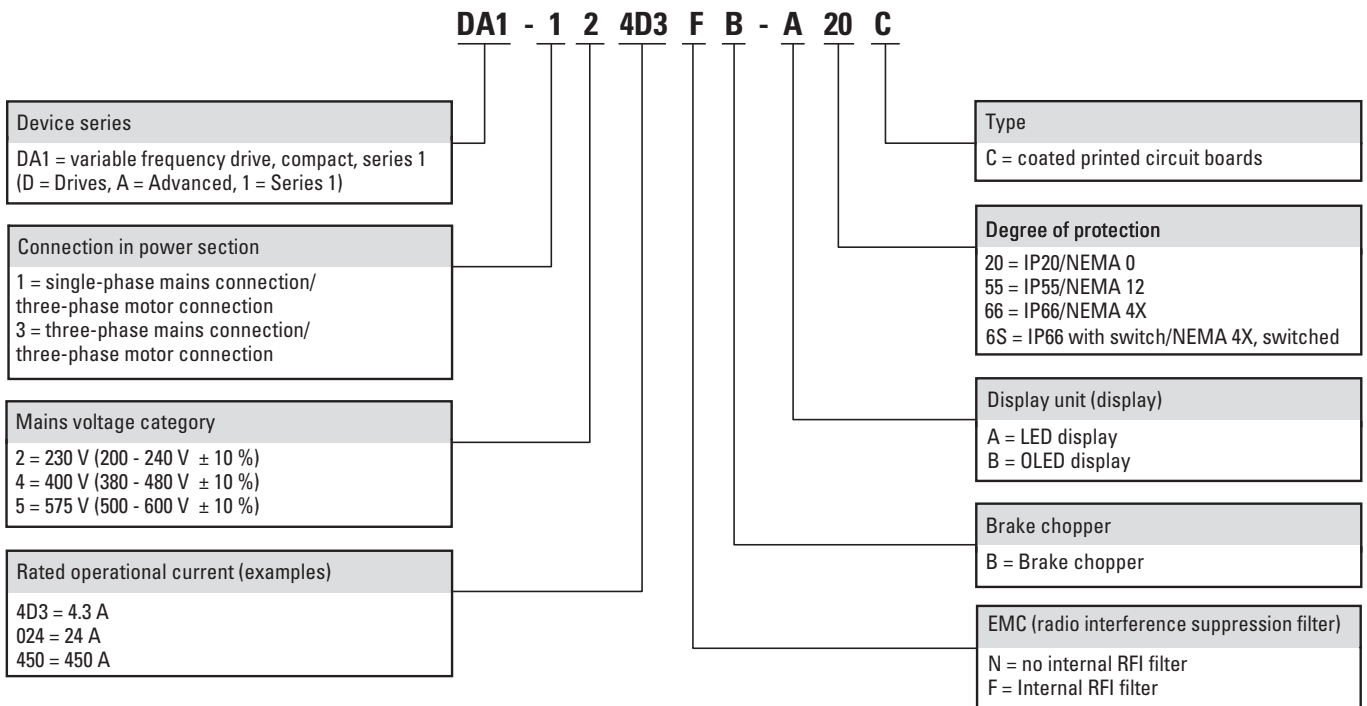 DA1 - 1 2 4D3 F B - A 20 C
Device series
DA1 = variable frequency drive, compact, series 1
(D = Drives, A = Advanced, 1 = Series 1)
Connection in power section
1 = single-phase mains connection/
three-phase motor connection
3 = three-phase mains connection/
three-phase motor connection
Mains voltage category
2 = 230 V (200 - 240 V ± 10 %)
4 = 400 V (380 - 480 V ± 10 %)
5 = 575 V (500 - 600 V ± 10 %)
Rated operational current (examples)
4D3 = 4.3 A
024 = 24 A
450 = 450 A
Type
C = coated printed circuit boards
Degree of protection
20 = IP20/NEMA 0
55 = IP55/NEMA 12
66 = IP66/NEMA 4X
6S = IP66 with switch/NEMA 4X, switched
Display unit (display)
A = LED display
B = OLED display
Brake chopper
B = Brake chopper
EMC (radio interference suppression filter)
N = no internal RFI filter
F = Internal RFI filter